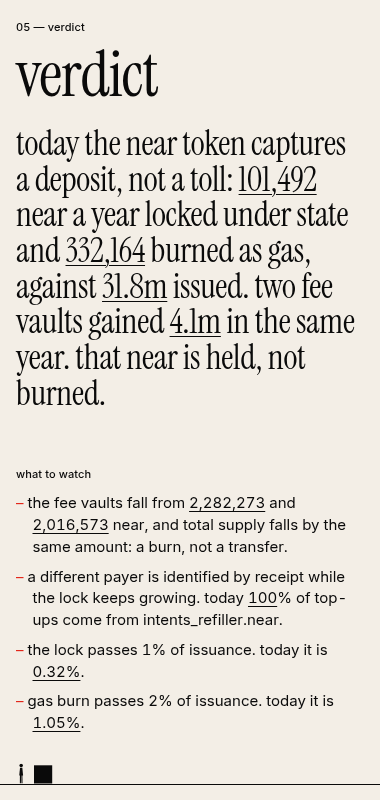 05 — verdict
verdict
today the near token captures
a deposit, not a toll: 101,492
near a year locked under state
and 332,164 burned as gas,
against 31.8m issued. two fee
vaults gained 4.1m in the same
year. that near is held, not
burned.
what to watch
– the fee vaults fall from 2,282,273 and
2,016,573 near, and total supply falls by the
same amount: a burn, not a transfer.
– a different payer is identified by receipt while
the lock keeps growing. today 100% of top-
ups come from intents_refiller.near.
– the lock passes 1% of issuance. today it is
0.32%.
– gas burn passes 2% of issuance. today it is
1.05%.